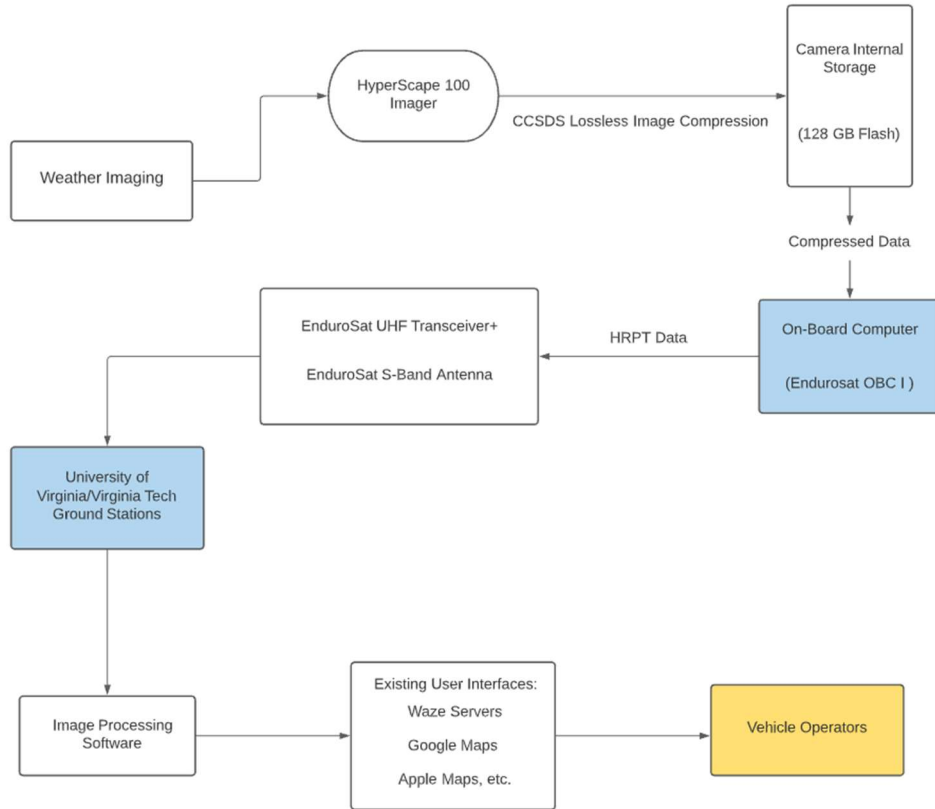 Weather Imaging
HyperScape 100
Imager
CCSDS Lossless Image Compression
Camera Internal
Storage
(128 GB Flash)
Compressed Data
On-Board Computer
(Endurosat OBC I )
HRPT Data
EnduroSat UHF Transceiver+
EnduroSat S-Band Antenna
University of
Virginia/Virginia Tech
Ground Stations
Image Processing
Software
Existing User Interfaces:
Waze Servers
Google Maps
Apple Maps, etc.
Vehicle Operators